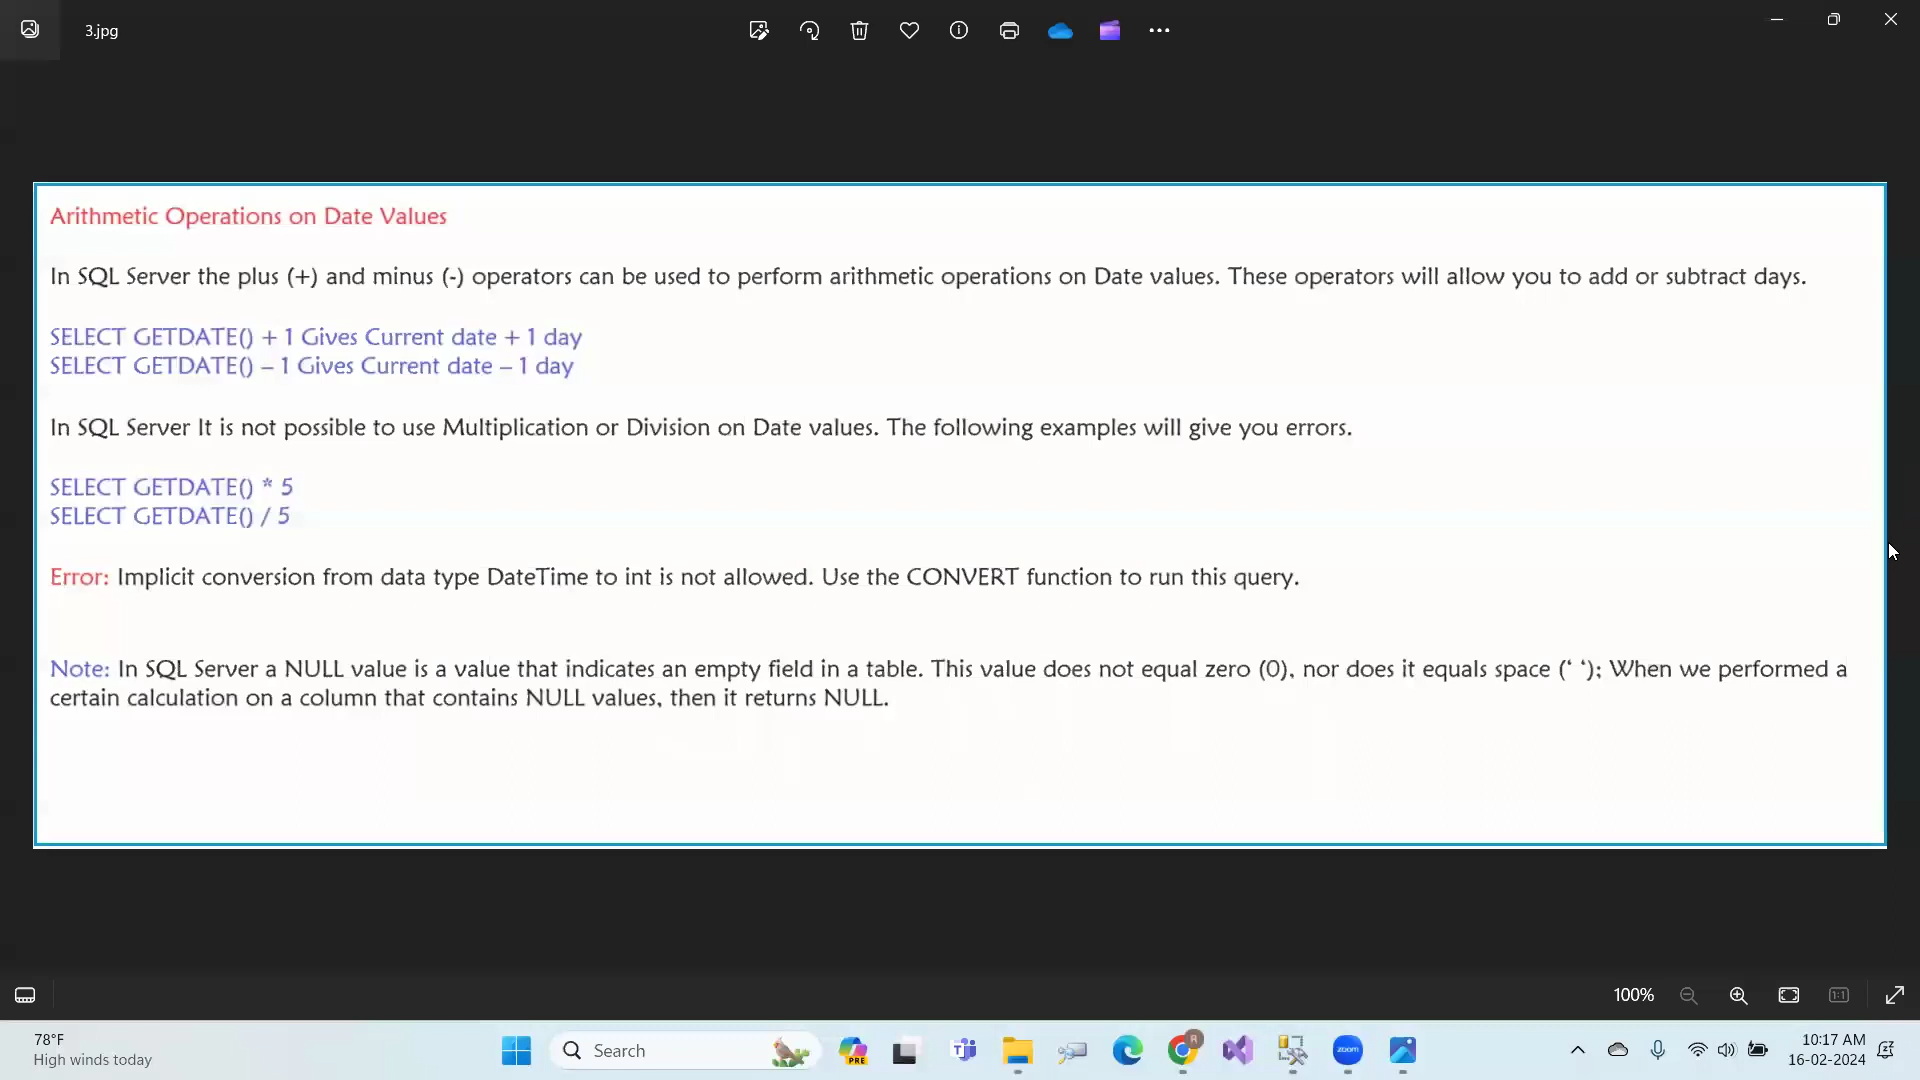 3.jpg
Arithmetic Operations on Date Values
In SQL Server the plus (+) and minus (-) operators can be used to perform arithmetic operations on Date values. These operators will allow you to add or subtract days.
SELECT GETDATE() + 1 Gives Current date + 1 day
SELECT GETDATE() – 1 Gives Current date – 1 day
In SQL Server It is not possible to use Multiplication or Division on Date values. The following examples will give you errors.
SELECT GETDATE() * 5
SELECT GETDATE() / 5
Error: Implicit conversion from data type DateTime to int is not allowed. Use the CONVERT function to run this query.
Note: In SQL Server a NULL value is a value that indicates an empty field in a table. This value does not equal zero (0), nor does it equals space (‘ ‘); When we performed a
certain calculation on a column that contains NULL values, then it returns NULL.
100%
1:1
78°F
High winds today
Search
PRE
R
zoom
10:17 AM
16-02-2024